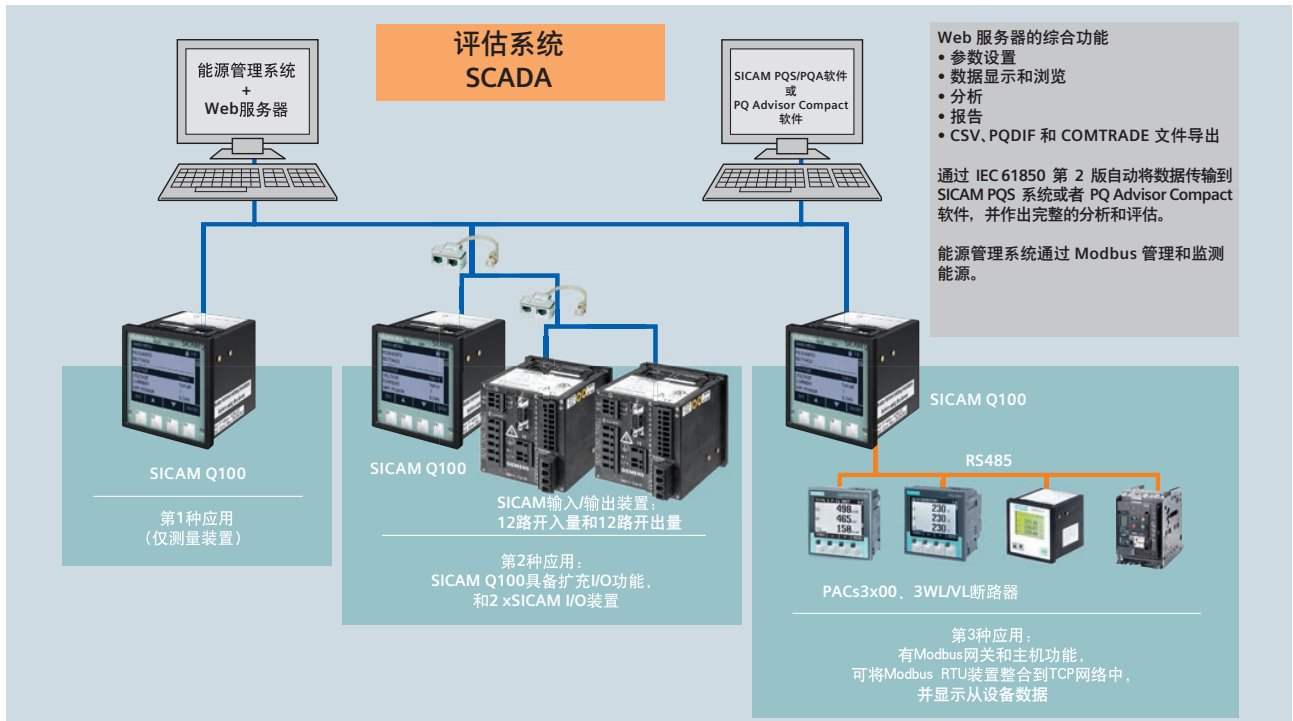 评估系统
SCADA
能源管理系统
+
Web服务器
SICAM PQS/PQA软件
或
PQ Advisor Compact
软件
Web 服务器的综合功能
• 参数设置
• 数据显示和浏览
• 分析
• 报告
• CSV、PQDIF 和 COMTRADE 文件导出
通过 IEC 61850 第 2 版自动将数据传输到
SICAM PQS 系统或者 PQ Advisor Compact
软件，并作出完整的分析和评估。
能源管理系统通过 Modbus 管理和监测
能源。
SICAM Q100
第1种应用
（仅测量装置）
SICAM Q100
SICAM输入/输出装置：
12路开入量和12路开出量
第2种应用：
SICAM Q100具备扩充I/O功能，
和2 xSICAM I/O装置
SICAM Q100
RS485
498
465
158
230
230
230
PACs3x00、3WL/VL断路器
第3种应用：
有Modbus网关和主机功能，
可将Modbus RTU装置整合到TCP网络中，
并显示从设备数据